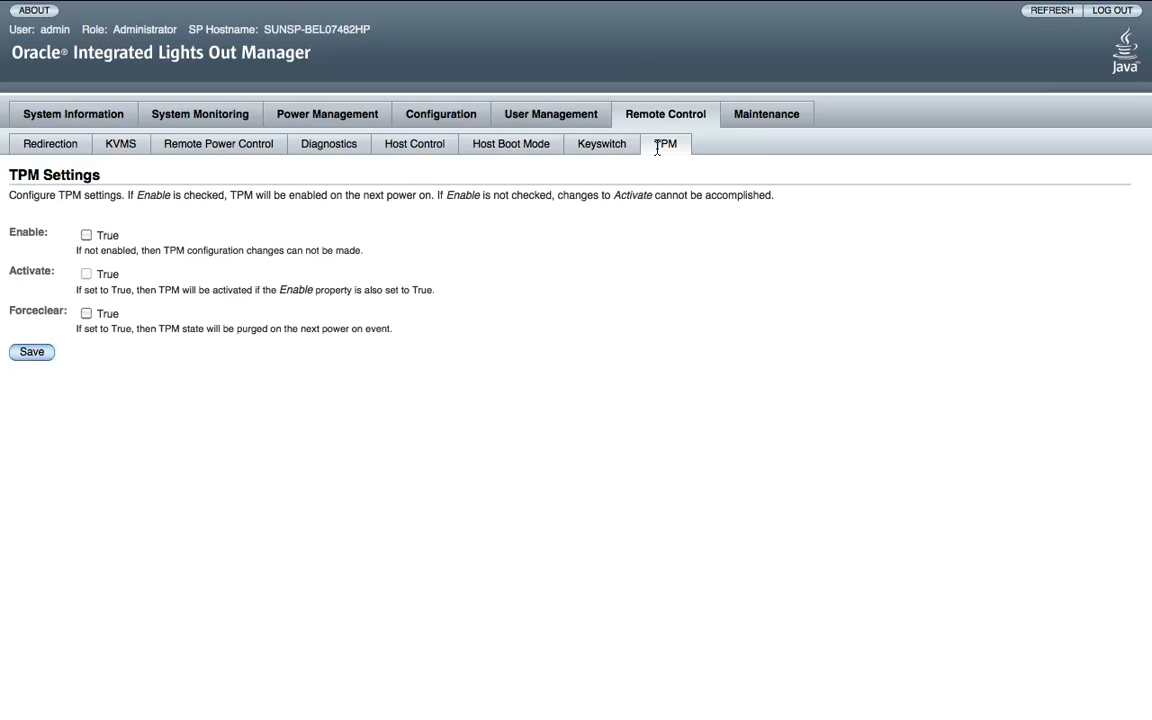 ABOUT
REFRESH LOG OUT
User: admin Role: Administrator SP Hostname: SUNSP-BEL07482HP
Oracle® Integrated Lights Out Manager
Java™
System Information System Monitoring Power Management Configuration User Management Remote Control Maintenance
Redirection KVMS Remote Power Control Diagnostics Host Control Host Boot Mode Keyswitch TPM
TPM Settings
Configure TPM settings. If Enable is checked, TPM will be enabled on the next power on. If Enable is not checked, changes to Activate cannot be accomplished.
Enable: True
If not enabled, then TPM configuration changes can not be made.
Activate: True
If set to True, then TPM will be activated if the Enable property is also set to True.
Forceclear: True
If set to True, then TPM state will be purged on the next power on event.
Save